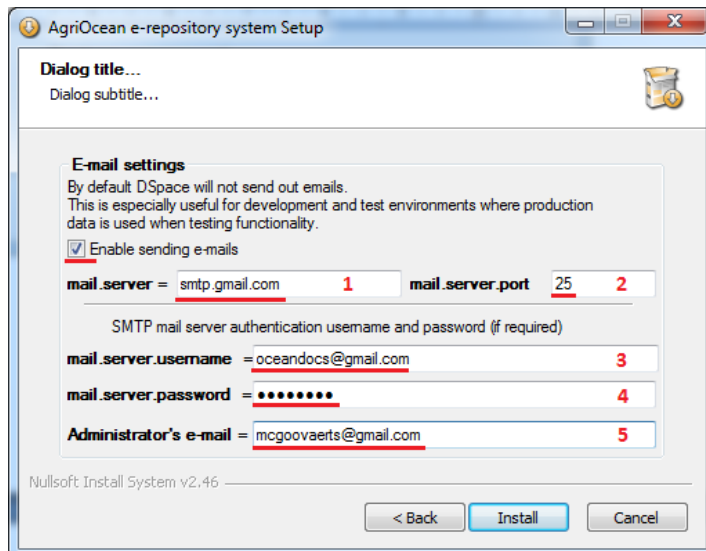 AgriOcean e-repository system Setup
Dialog title...
Dialog subtitle...
E-mail settings
By default DSpace will not send out emails.
This is especially useful for development and test environments where production
data is used when testing functionality.
Enable sending e-mails
mail.server = smtp.gmail.com 1 mail.server.port 25 2
SMTP mail server authentication username and password (if required)
mail.server.username = oceandocs@gmail.com 3
mail.server.password = ●●●●●●●● 4
Administrator's e-mail = mcgoovaerts@gmail.com 5
Nullsoft Install System v2.46
< Back Install Cancel